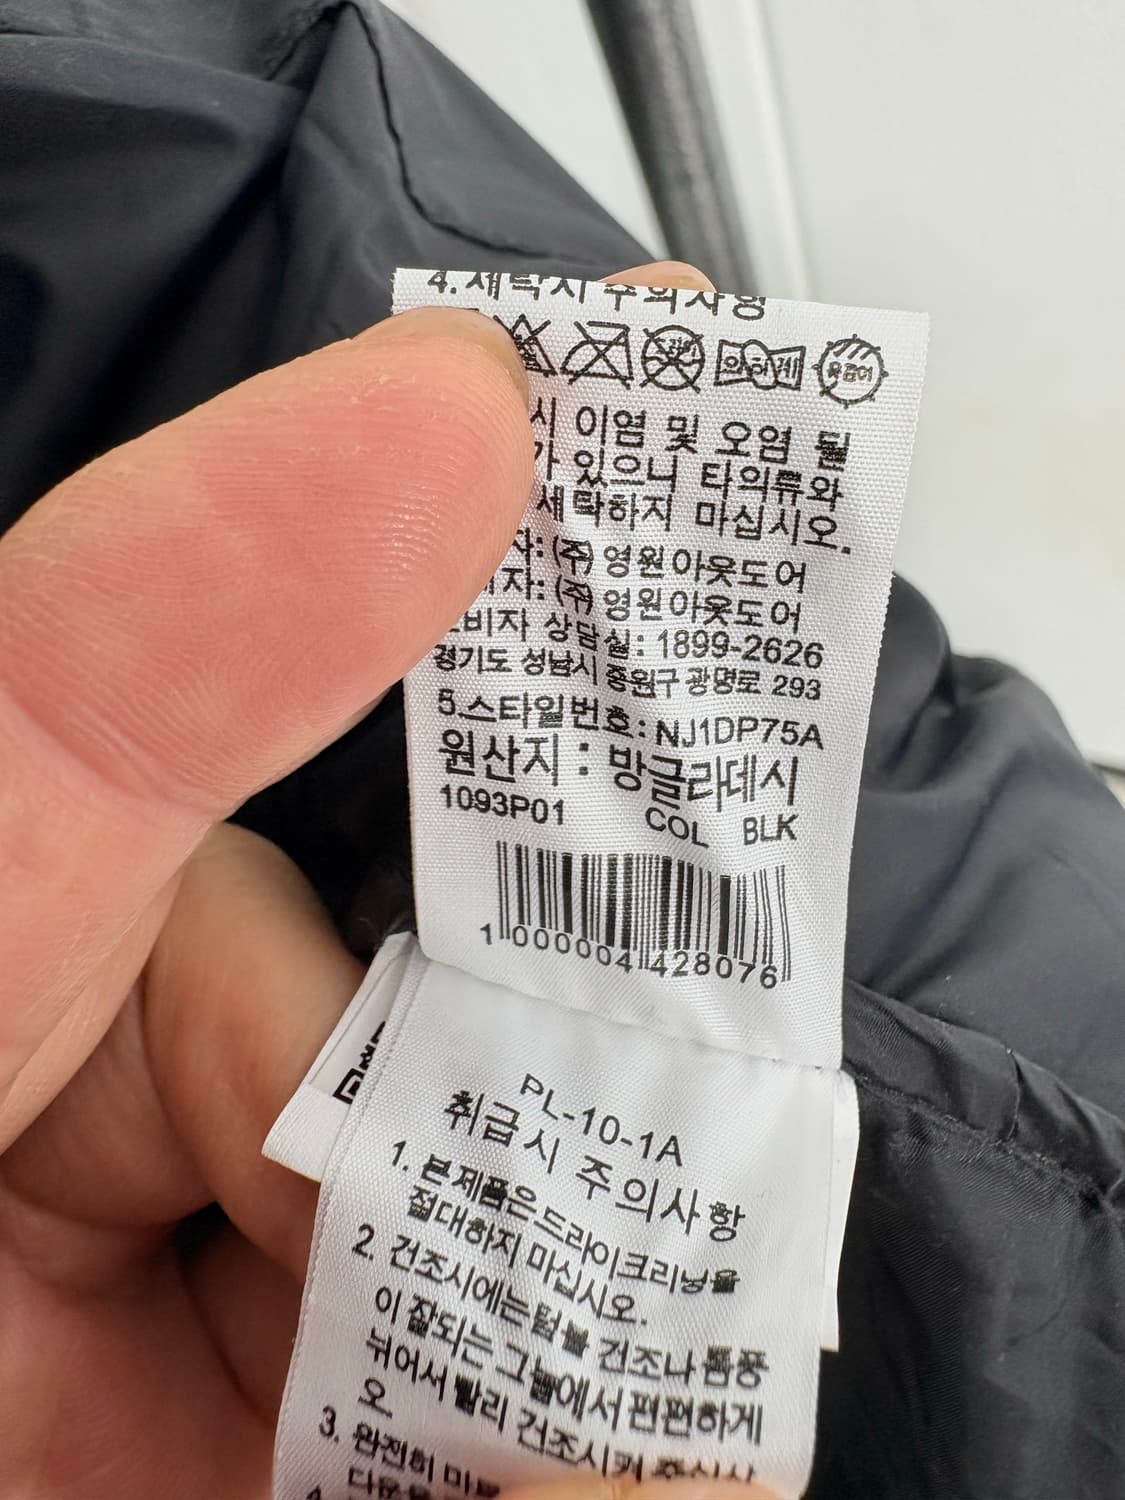 4. 세탁시 주의사항
약하게
옷걸이
시 이염 및 오염 될
가 있으니 타의류와
세탁하지 마십시오.
자: (주) 영원아웃도어
자: (주) 영원아웃도어
비자 상담실: 1899-2626
경기도 성남시 중원구 광명로 293
5.스타일번호: NJ1DP75A
원산지 : 방글라데시
1093P01 COL BLK
1 000004 428076
PL-10-1A
취급시 주의사항
1. 본제품은드라이크리닝을
절대하지 마십시오.
2. 건조시에는텀블 건조나 통풍
이 잘되는 그늘에서 편편하게
뉘어서 빨리 건조시켜 주십시
오.
3. 완전히